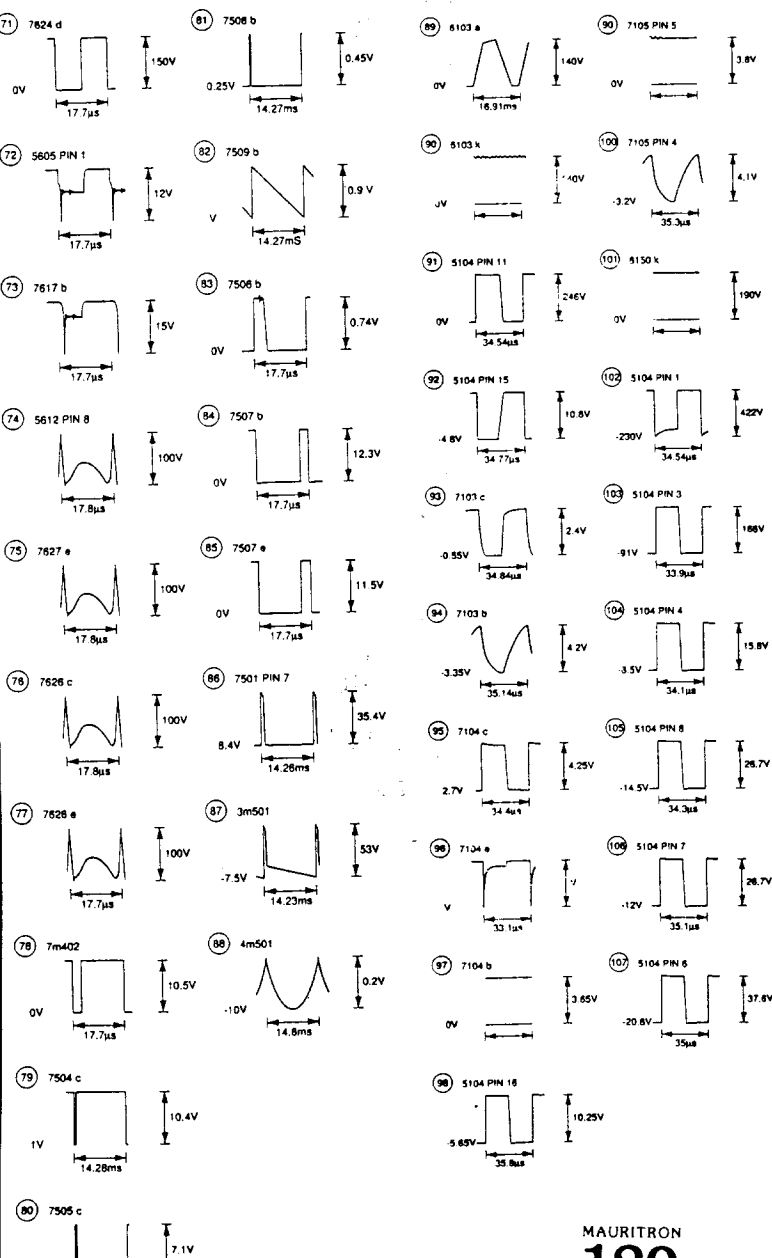 71 7624 d
150V
0V
17.7µs
72 5605 PIN 1
12V
17.7µs
73 7617 b
15V
17.7µs
74 5612 PIN 8
100V
17.8µs
75 7627 e
100V
17.8µs
76 7626 c
100V
17.8µs
77 7628 e
100V
17.7µs
78 7m402
10.5V
0V
17.7µs
79 7504 c
10.4V
1V
14.28ms
80 7505 c
7.1V
81 7506 b
0.45V
0.25V
14.27ms
82 7509 b
0.9 V
V
14.27mS
83 7506 b
0.74V
0V
17.7µs
84 7507 b
12.3V
0V
17.7µs
85 7507 e
11.5V
0V
17.7µs
86 7501 PIN 7
35.4V
8.4V
14.26ms
87 3m501
53V
-7.5V
14.23ms
88 4m501
0.2V
-10V
14.8ms
89 6103 a
140V
0V
16.91ms
90 6103 k
0V
91 5104 PIN 11
246V
0V
34.54µs
92 5104 PIN 15
10.8V
-4.8V
34.77µs
93 7103 c
2.4V
-0.55V
34.84µs
94 7103 b
4.2V
-3.35V
35.14µs
95 7104 c
4.25V
2.7V
34.4µs
96 7104 e
V
33.1µs
97 7104 b
3.65V
0V
98 5104 PIN 16
10.25V
-5.65V
35.8µs
90 7105 PIN 5
3.8V
0V
100 7105 PIN 4
4.1V
-3.2V
35.3µs
101 6150 k
190V
0V
102 5104 PIN 1
422V
-230V
34.54µs
103 5104 PIN 3
166V
-91V
33.9µs
104 5104 PIN 4
15.8V
-3.5V
34.1µs
105 5104 PIN 8
26.7V
-14.5V
34.3µs
106 5104 PIN 7
26.7V
-12V
35.1µs
107 5104 PIN 6
37.6V
-20.6V
35µs
MAURITRON